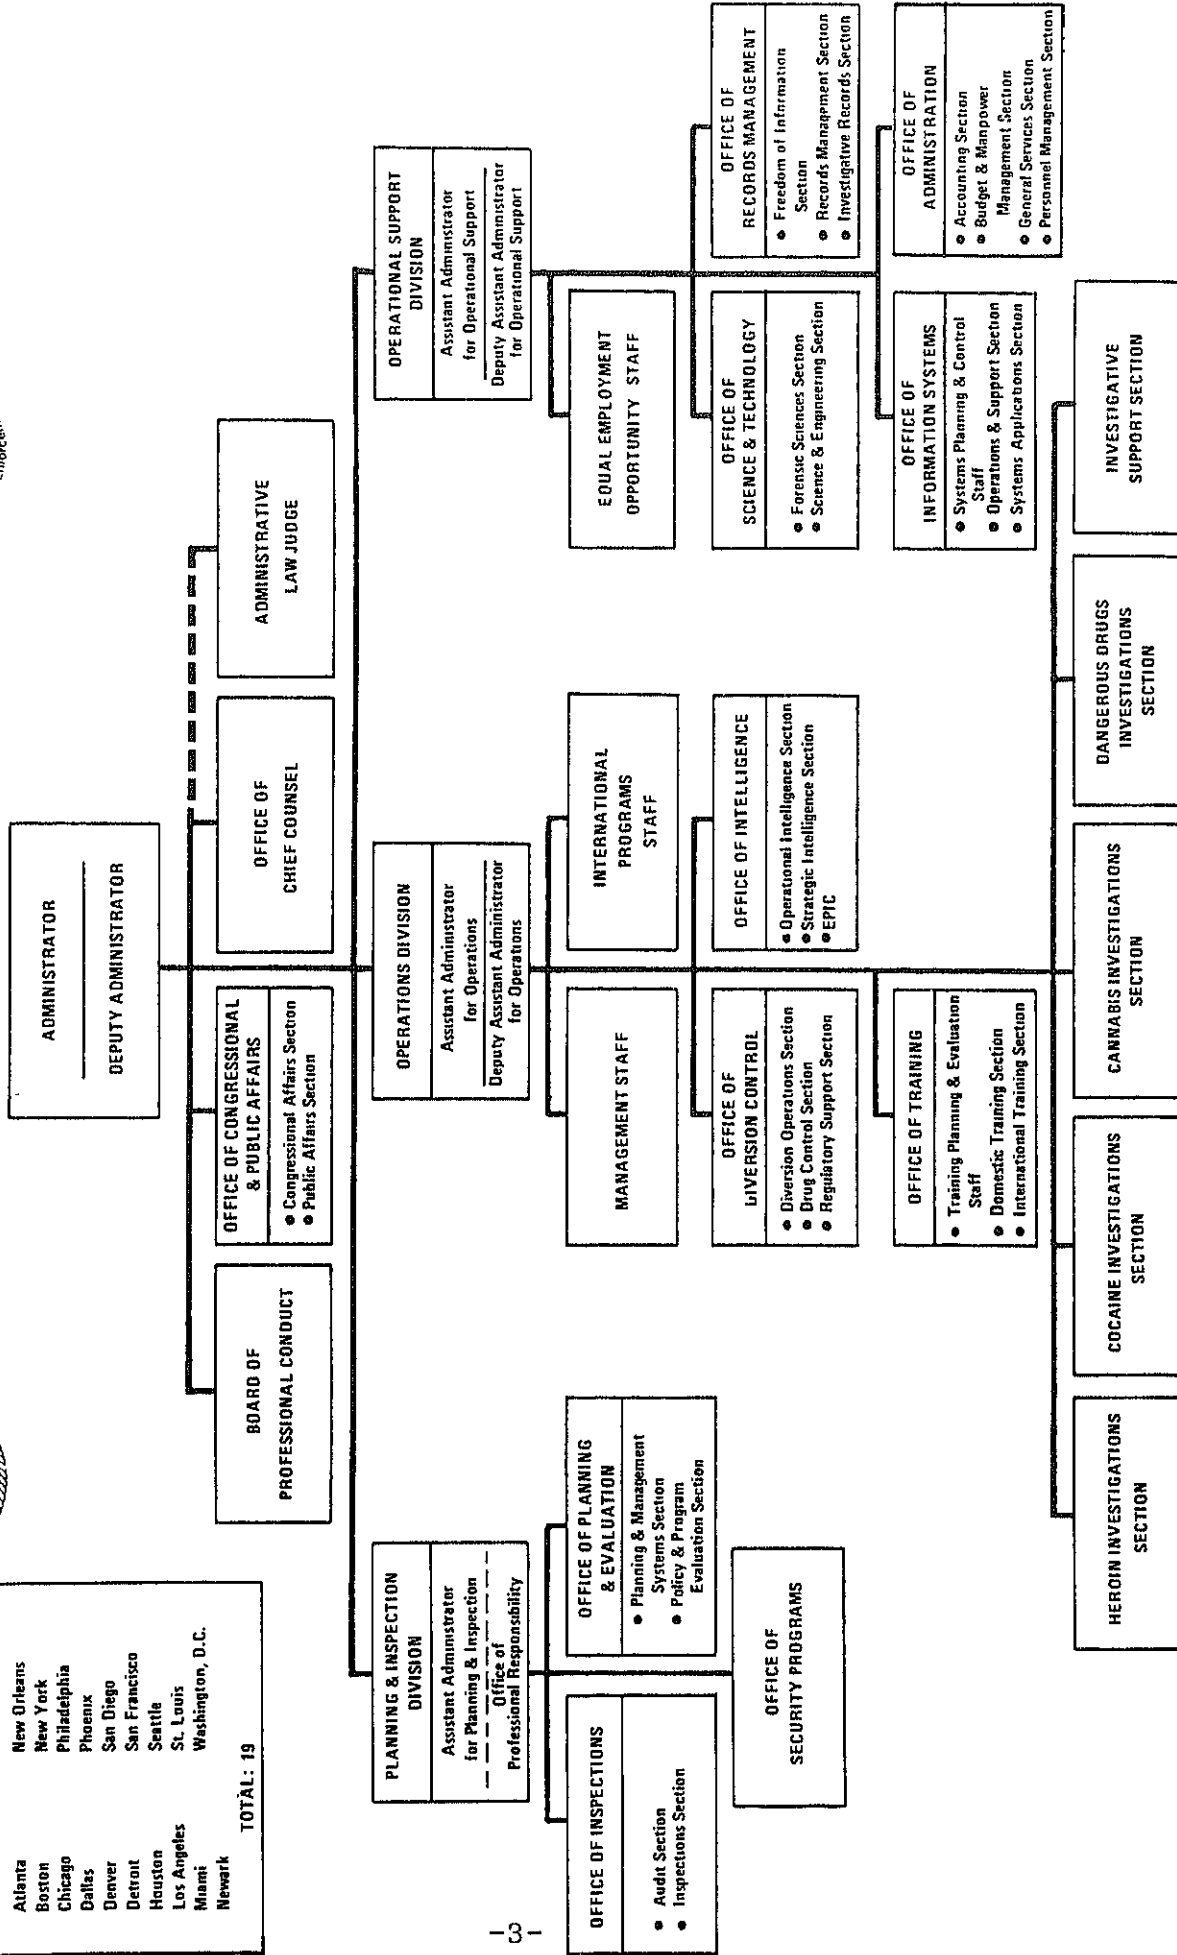 Enforcem
Atlanta
Boston
Chicago
Dallas
Denver
Detroit
Houston
Los Angeles
Miami
Newark
New Orleans
New York
Philadelphia
Phoenix
San Diego
San Francisco
Seattle
St. Louis
Washington, D.C.
TOTAL: 19
ADMINISTRATOR
DEPUTY ADMINISTRATOR
BOARD OF
PROFESSIONAL CONDUCT
OFFICE OF CONGRESSIONAL
& PUBLIC AFFAIRS
● Congressional Affairs Section
● Public Affairs Section
OFFICE OF
CHIEF COUNSEL
ADMINISTRATIVE
LAW JUDGE
PLANNING & INSPECTION
DIVISION
Assistant Administrator
for Planning & Inspection
Office of
Professional Responsibility
OPERATIONS DIVISION
Assistant Administrator
for Operations
Deputy Assistant Administrator
for Operations
OPERATIONAL SUPPORT
DIVISION
Assistant Administrator
for Operational Support
Deputy Assistant Administrator
for Operational Support
OFFICE OF INSPECTIONS
● Audit Section
● Inspections Section
OFFICE OF PLANNING
& EVALUATION
● Planning & Management
Systems Section
● Policy & Program
Evaluation Section
OFFICE OF
SECURITY PROGRAMS
MANAGEMENT STAFF
INTERNATIONAL
PROGRAMS
STAFF
OFFICE OF
DIVERSION CONTROL
● Diversion Operations Section
● Drug Control Section
● Regulatory Support Section
OFFICE OF INTELLIGENCE
● Operational Intelligence Section
● Strategic Intelligence Section
● EPIC
OFFICE OF TRAINING
● Training Planning & Evaluation
Staff
● Domestic Training Section
● International Training Section
EQUAL EMPLOYMENT
OPPORTUNITY STAFF
OFFICE OF
SCIENCE & TECHNOLOGY
● Forensic Sciences Section
● Science & Engineering Section
OFFICE OF
RECORDS MANAGEMENT
● Freedom of Information
Section
● Records Management Section
● Investigative Records Section
OFFICE OF
INFORMATION SYSTEMS
● Systems Planning & Control
Staff
● Operations & Support Section
● Systems Applications Section
OFFICE OF
ADMINISTRATION
● Accounting Section
● Budget & Manpower
Management Section
● General Services Section
● Personnel Management Section
HEROIN INVESTIGATIONS
SECTION
COCAINE INVESTIGATIONS
SECTION
CANNABIS INVESTIGATIONS
SECTION
DANGEROUS DRUGS
INVESTIGATIONS
SECTION
INVESTIGATIVE
SUPPORT SECTION
-3-